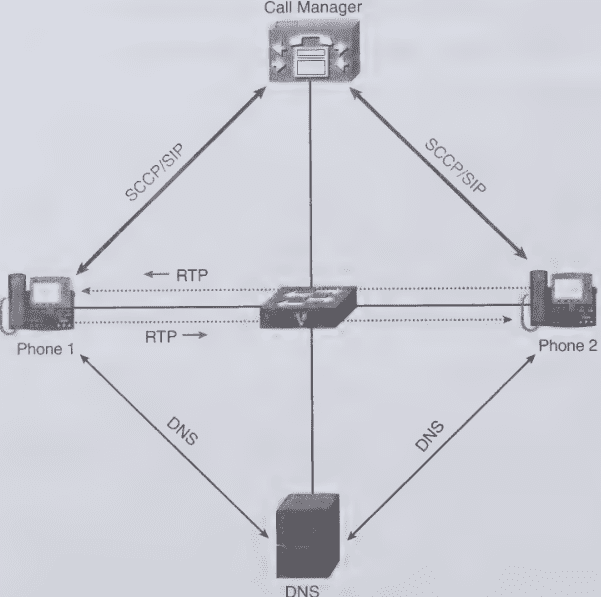 Call Manager
SCCP/SIP
SCCP/SIP
← RTP
V
RTP →
Phone 1
Phone 2
DNS
DNS
DNS